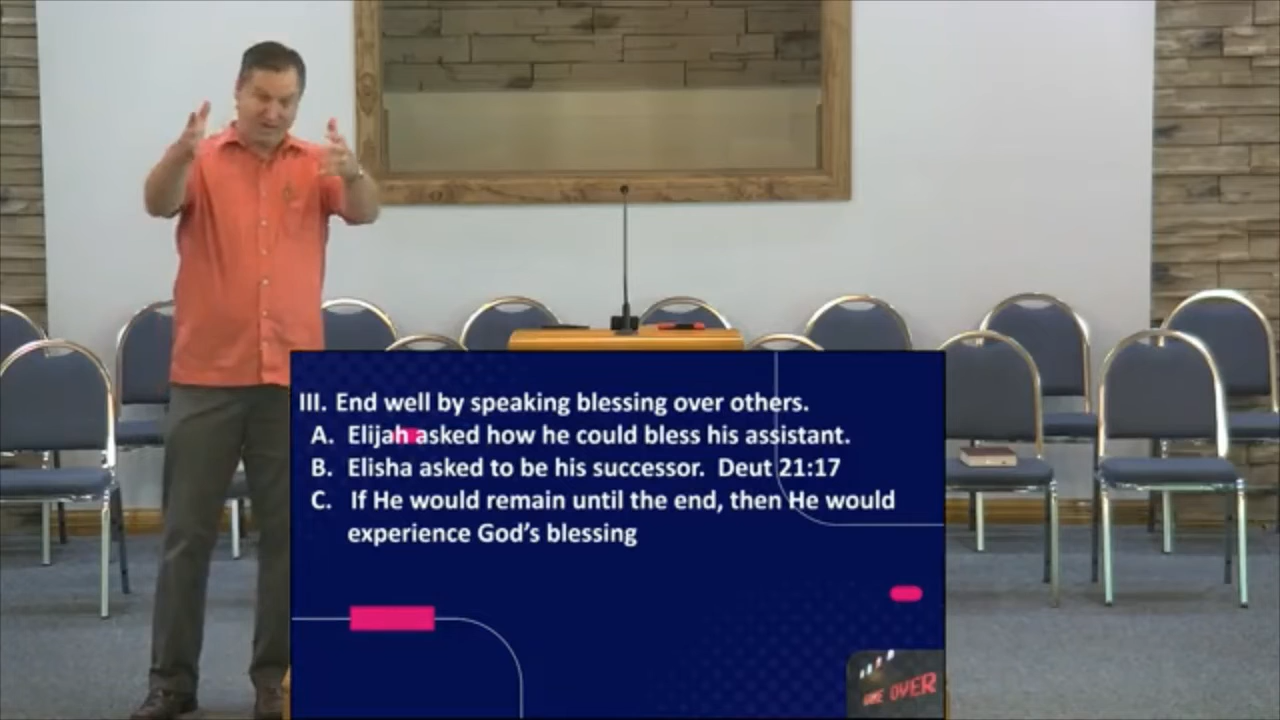 III. End well by speaking blessing over others.
A. Elijah asked how he could bless his assistant.
B. Elisha asked to be his successor. Deut 21:17
C. If He would remain until the end, then He would
experience God's blessing
OVER